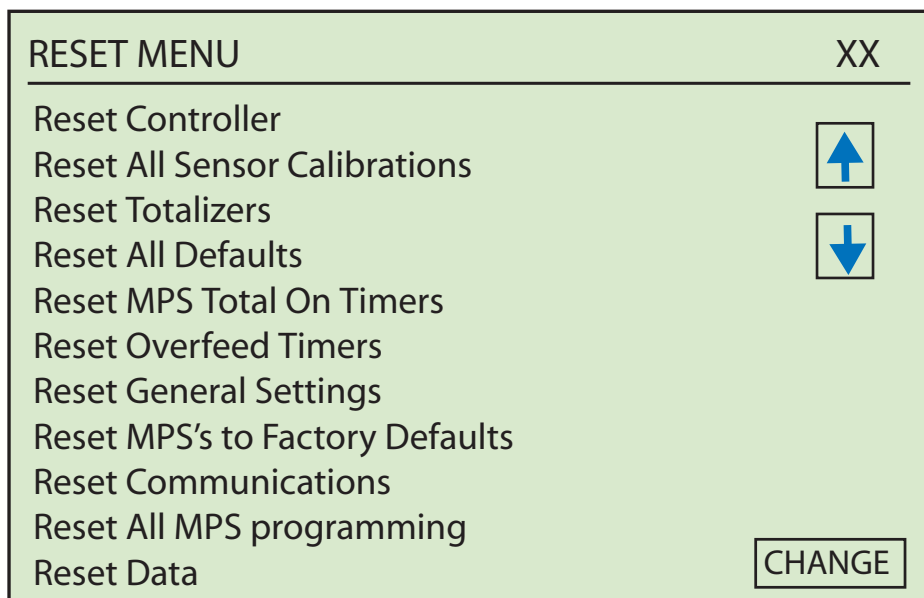 RESET MENU XX
Reset Controller
Reset All Sensor Calibrations
Reset Totalizers
Reset All Defaults
Reset MPS Total On Timers
Reset Overfeed Timers
Reset General Settings
Reset MPS's to Factory Defaults
Reset Communications
Reset All MPS programming
Reset Data
CHANGE